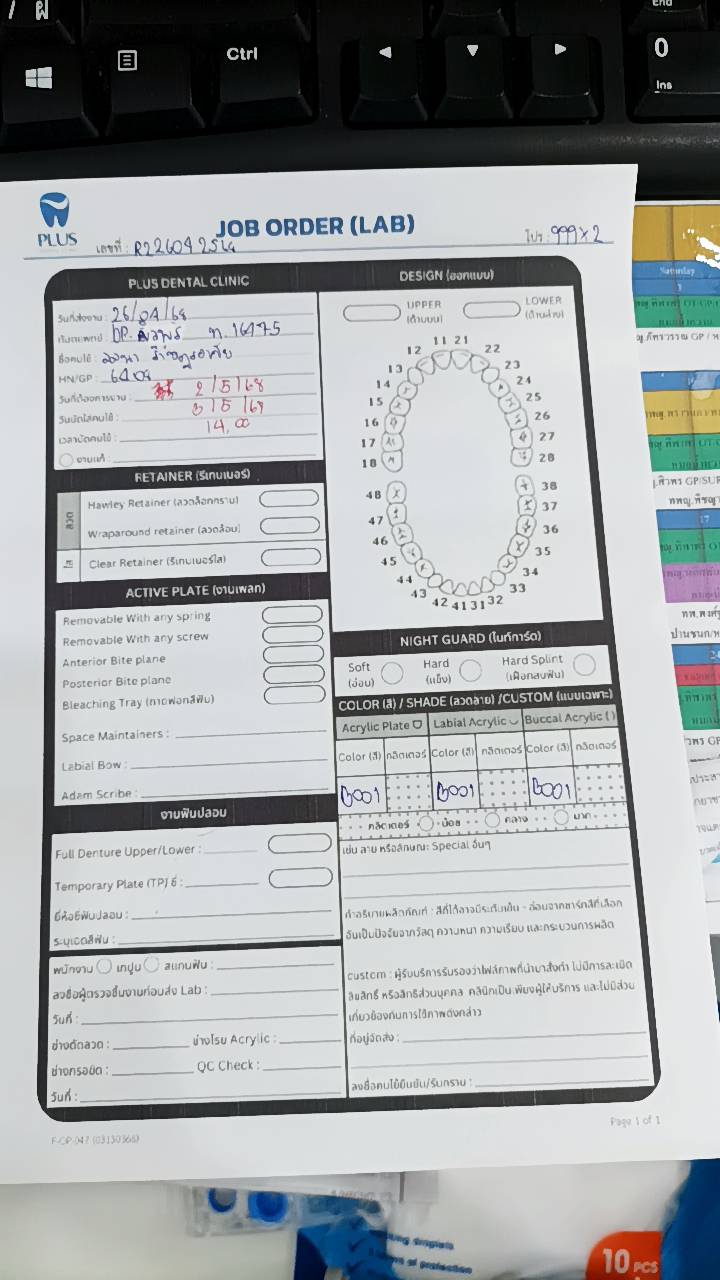 Ctrl
0
Ins
End
PLUS
JOB ORDER (LAB)
เลขที่ :
โปร : 999×2
PLUS DENTAL CLINIC
วันที่ส่งงาน : 26/04/68
ทันตแพทย์ : ท.16475
ชื่อคนไข้ :
HN/GP :
วันที่ต้องการงาน : 2/5/68
วันนัดใส่คนไข้ : 3/5/68
เวลานัดคนไข้ : 14.00
งานแก้ :
DESIGN (ออกแบบ)
UPPER
(ด้านบน)
LOWER
(ด้านล่าง)
11 21
12 22
13 23
14 24
15 25
16 26
17 27
18 28
48 38
47 37
46 36
45 35
44 34
43 33
42 41 31 32
RETAINER (รีเทนเนอร์)
ลวด
Hawley Retainer (ลวดล็อกกราม)
Wraparound retainer (ลวดล้อม)
ใส
Clear Retainer (รีเทนเนอร์ใส)
ACTIVE PLATE (งานเพลท)
Removable With any spring
Removable With any screw
Anterior Bite plane
Posterior Bite plane
Bleaching Tray (ถาดฟอกสีฟัน)
Space Maintainers :
Labial Bow :
Adam Scribe :
NIGHT GUARD (ไนท์การ์ด)
Soft
(อ่อน)
Hard
(แข็ง)
Hard Splint
(เฝือกสบฟัน)
COLOR (สี) / SHADE (ลวดลาย) /CUSTOM (แบบเฉพาะ)
Acrylic Plate Labial Acrylic Buccal Acrylic ( )
Color (สี) กลิตเตอร์ Color (สี) กลิตเตอร์ Color (สี) กลิตเตอร์
B001 B001 B001
กลิตเตอร์ น้อย กลาง มาก
เช่น ลาย หรือลักษณะ Special อื่นๆ
งานฟันปลอม
Full Denture Upper/Lower :
Temporary Plate (TP) ซี่ :
ยี่ห้อซี่ฟันปลอม :
ระบุเฉดสีฟัน :
พนักงาน เทปูน สแกนฟัน :
ลงชื่อผู้ตรวจชิ้นงานก่อนส่ง Lab :
วันที่ :
ช่างดัดลวด : ช่างโรย Acrylic :
ช่างกรอขัด : QC Check :
วันที่ :
คำอธิบายผลิตภัณฑ์ : สีที่ได้อาจมีระดับเข้ม - อ่อนจากชาร์ทสีที่เลือก
อันเป็นปัจจัยจากวัสดุ ความหนา ความเรียบ และกระบวนการผลิต
custom : ผู้รับบริการรับรองว่าไฟล์ภาพที่นำมาสั่งทำ ไม่มีการละเมิด
ลิขสิทธิ์ หรือสิทธิส่วนบุคคล คลินิกเป็นเพียงผู้ให้บริการ และไม่มีส่วน
เกี่ยวข้องกับการใช้ภาพดังกล่าว
ที่อยู่จัดส่ง :
ลงชื่อคนไข้ยืนยัน/รับทราบ :
Page 1 of 1
F-OP-047 (03150366)
Saturday
10 PCS